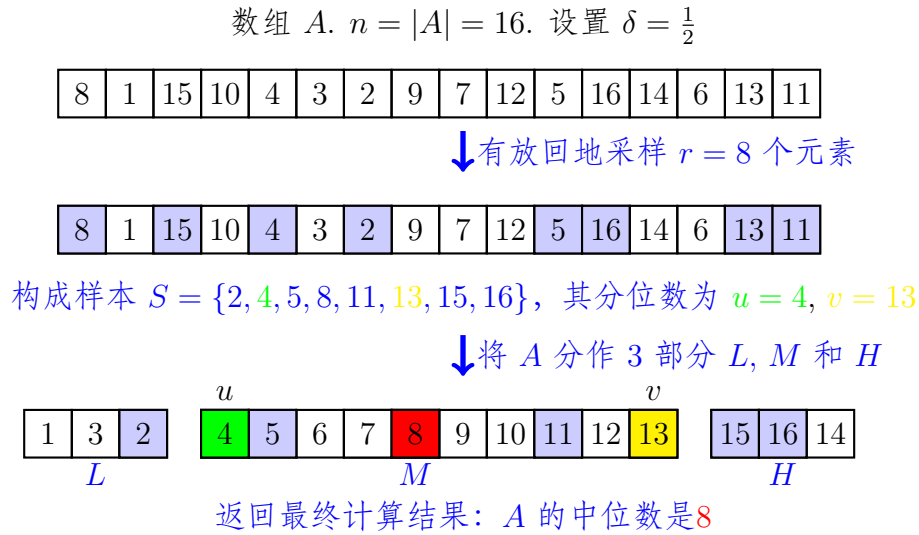 数组 A. n = |A| = 16. 设置 δ = 1/2
8 1 15 10 4 3 2 9 7 12 5 16 14 6 13 11
有放回地采样 r = 8 个元素
8 1 15 10 4 3 2 9 7 12 5 16 14 6 13 11
构成样本 S = {2, 4, 5, 8, 11, 13, 15, 16}，其分位数为 u = 4, v = 13
将 A 分作 3 部分 L, M 和 H
u v
1 3 2 4 5 6 7 8 9 10 11 12 13 15 16 14
L M H
返回最终计算结果：A 的中位数是8